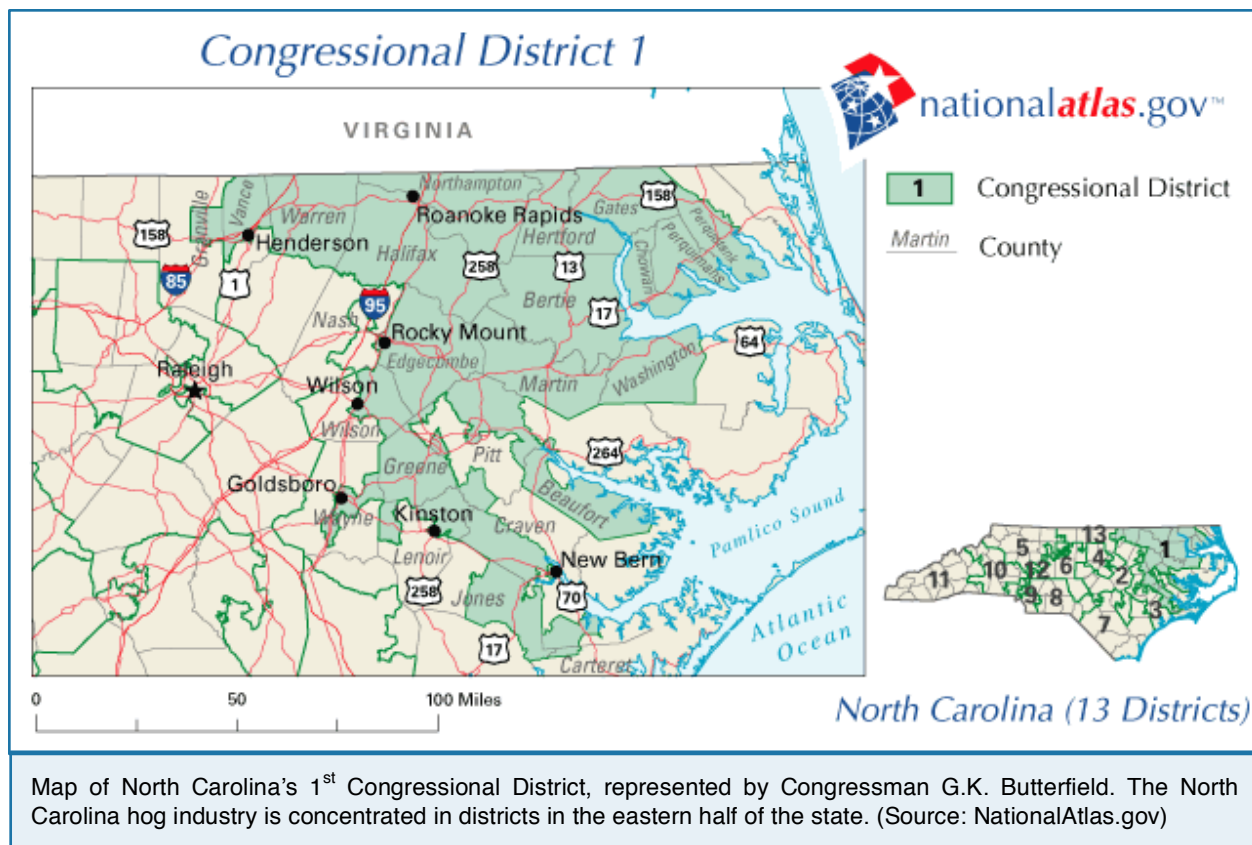 Congressional District 1
nationalatlas.gov™
VIRGINIA
1 Congressional District
Martin County
Northampton
Roanoke Rapids
Granville
Vance
Warren
Gates
158
Pasquotank
Perquimans
Chowan
Hertford
158
Henderson
Halifax
258
13
85
1
95
Bertie
17
Nash
Rocky Mount
64
Edgecombe
Raleigh
Wilson
Martin
Washington
Wilson
Pitt
264
Greene
Goldsboro
Beaufort
Wayne
Kinston
Craven
Pamlico Sound
Lenoir
New Bern
258
Jones
70
17
Carteret
Atlantic
Ocean
0 50 100 Miles
13
5
1
4
6
10
12
2
11
9
8
3
7
North Carolina (13 Districts)
Map of North Carolina’s 1st Congressional District, represented by Congressman G.K. Butterfield. The North
Carolina hog industry is concentrated in districts in the eastern half of the state. (Source: NationalAtlas.gov)